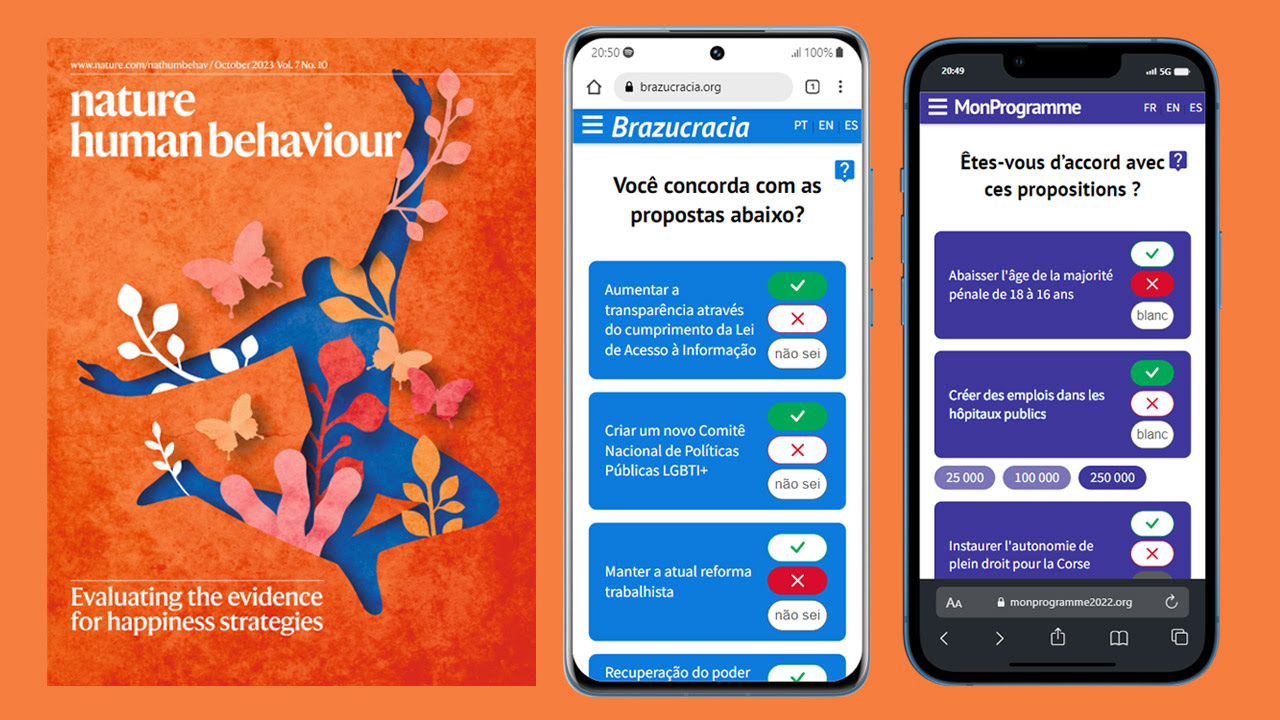 www.nature.com/nathumbehav / October 2023 Vol. 7 No. 10
nature
human behaviour
Evaluating the evidence
for happiness strategies
20:50
100%
brazucracia.org
1
Brazucracia
PT | EN | ES
?
Você concorda com as
propostas abaixo?
Aumentar a
transparência através
do cumprimento da Lei
de Acesso à Informação
não sei
Criar um novo Comitê
Nacional de Políticas
Públicas LGBTI+
não sei
Manter a atual reforma
trabalhista
não sei
Recuperação do poder
20:49
5G
MonProgramme
FR EN ES
?
Êtes-vous d'accord avec
ces propositions ?
Abaisser l'âge de la majorité
pénale de 18 à 16 ans
blanc
Créer des emplois dans les
hôpitaux publics
blanc
25 000
100 000
250 000
Instaurer l'autonomie de
plein droit pour la Corse
AA
monprogramme2022.org